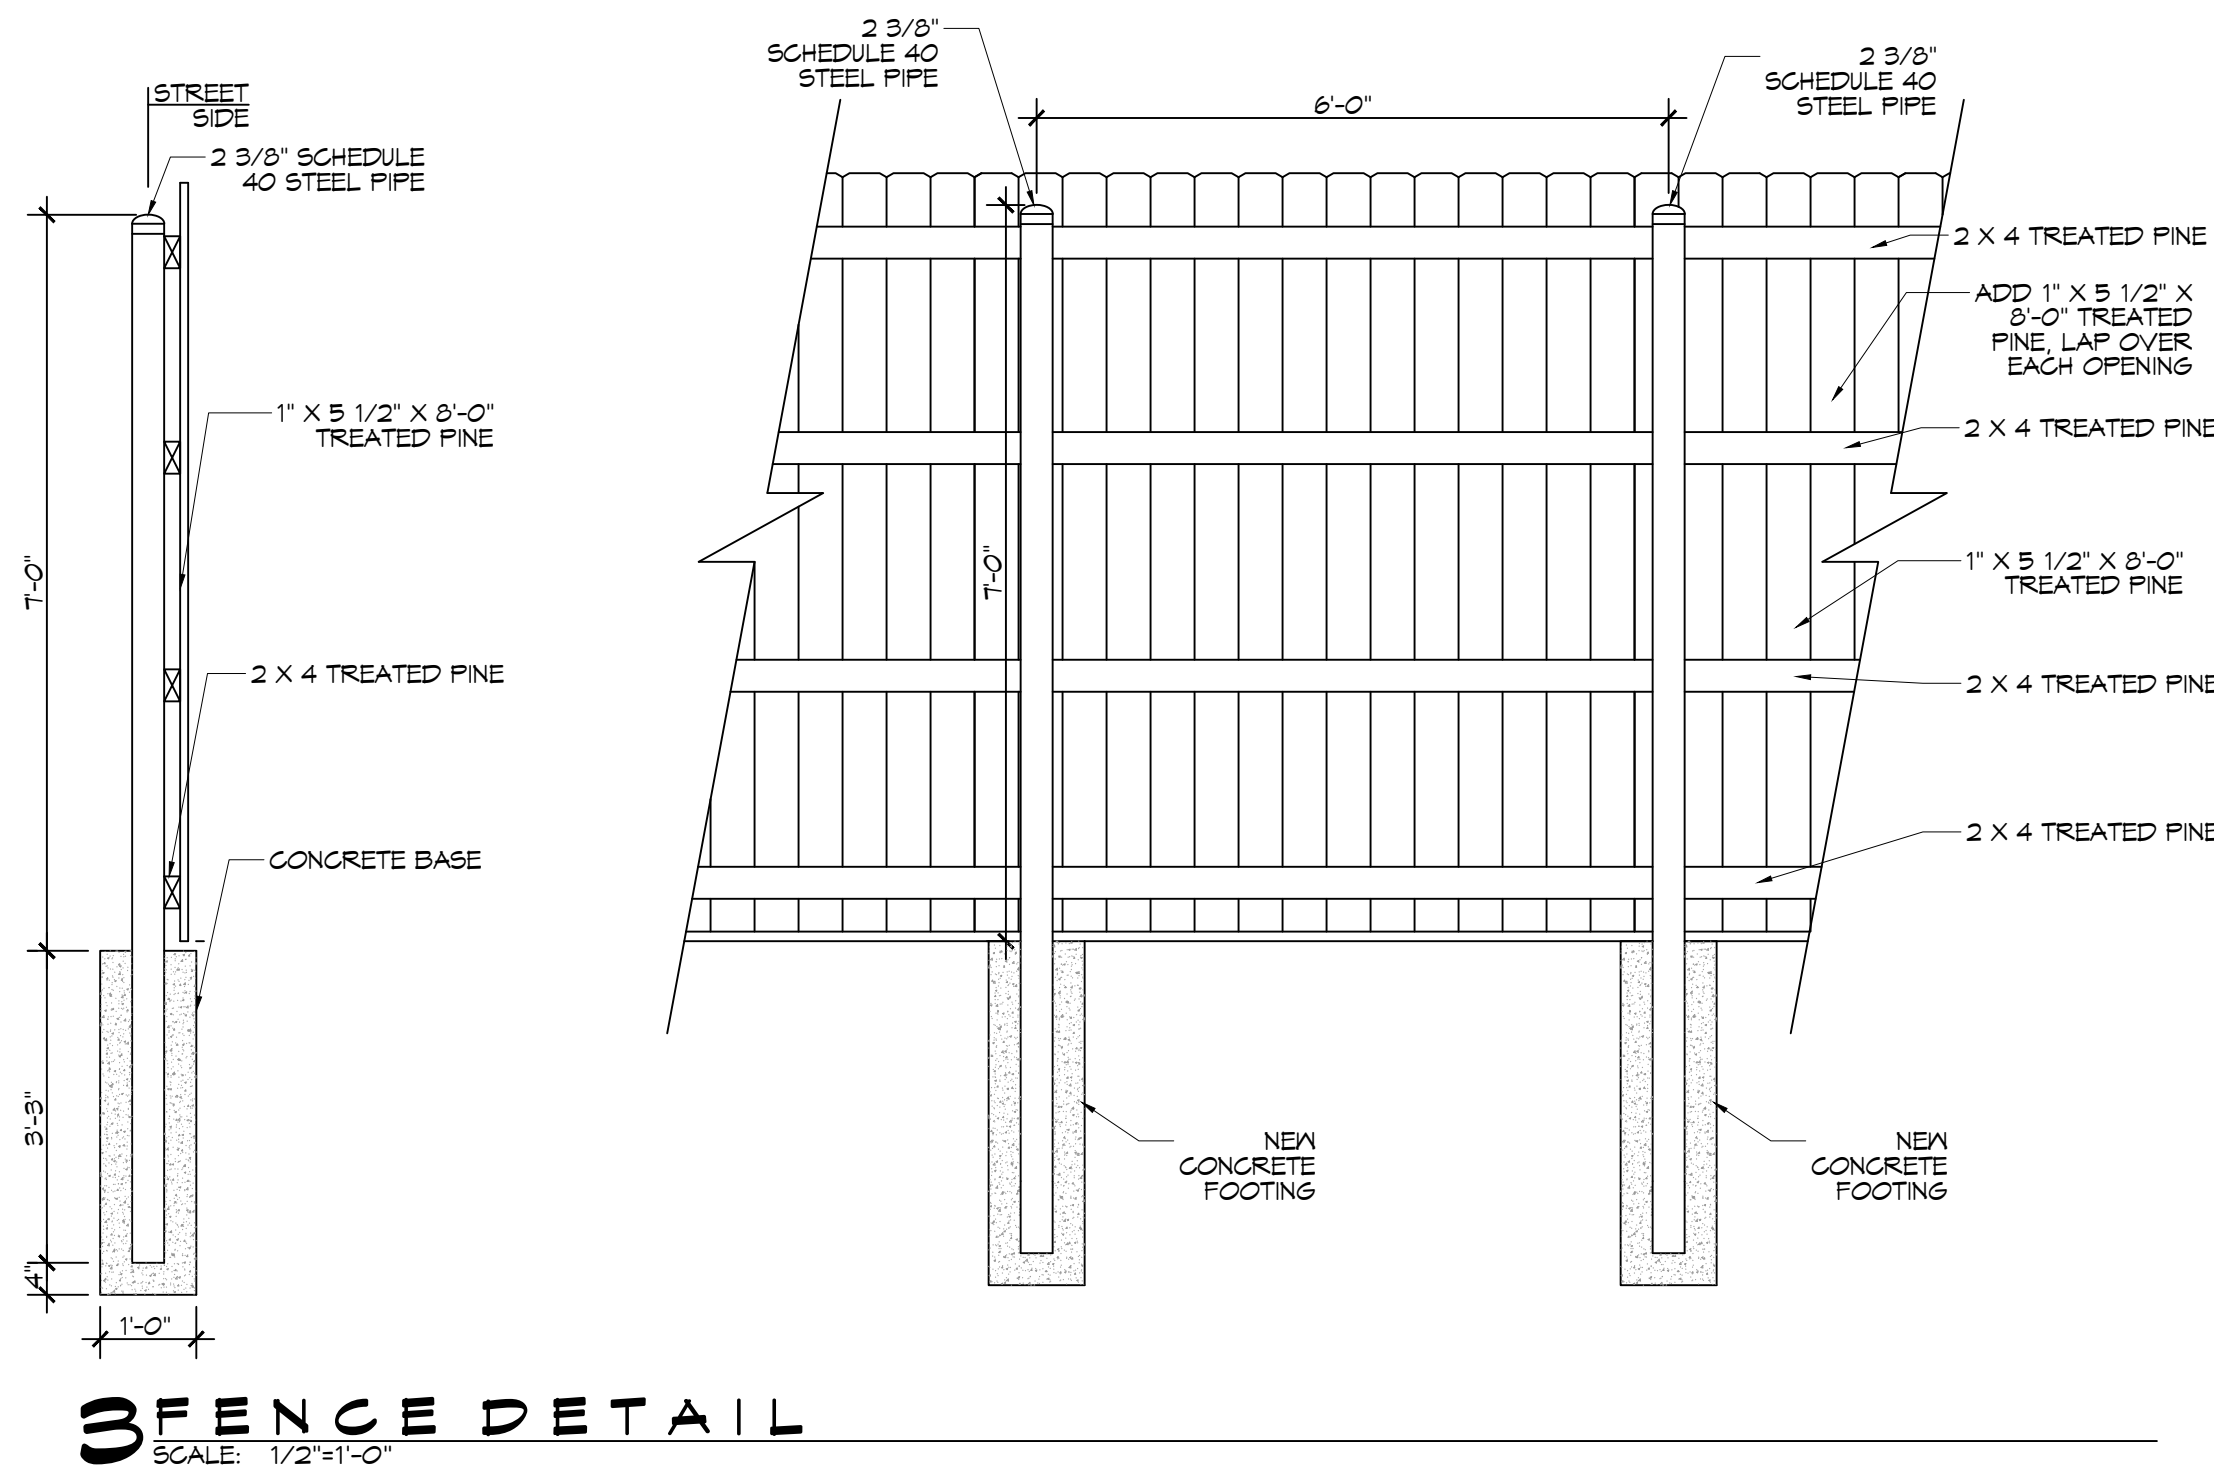 STREET
SIDE
2 3/8" SCHEDULE
40 STEEL PIPE
1" X 5 1/2" X 8'-0"
TREATED PINE
2 X 4 TREATED PINE
CONCRETE BASE
7'-0"
3'-3"
4"
1'-0"
2 3/8"
SCHEDULE 40
STEEL PIPE
6'-0"
2 3/8"
SCHEDULE 40
STEEL PIPE
7'-0"
2 X 4 TREATED PINE
ADD 1" X 5 1/2" X
8'-0" TREATED
PINE, LAP OVER
EACH OPENING
2 X 4 TREATED PINE
1" X 5 1/2" X 8'-0"
TREATED PINE
2 X 4 TREATED PINE
2 X 4 TREATED PINE
NEW
CONCRETE
FOOTING
NEW
CONCRETE
FOOTING
3 FENCE DETAIL
SCALE: 1/2"=1'-0"